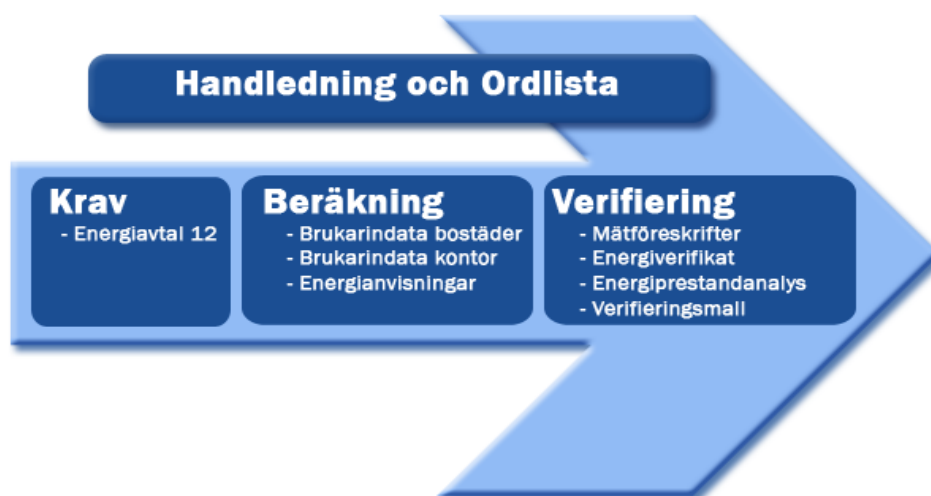 Handledning och Ordlista
Krav
- Energiavtal 12
Beräkning
- Brukarindata bostäder
- Brukarindata kontor
- Energianvisningar
Verifiering
- Mätföreskrifter
- Energiverifikat
- Energiprestandanalys
- Verifieringsmall